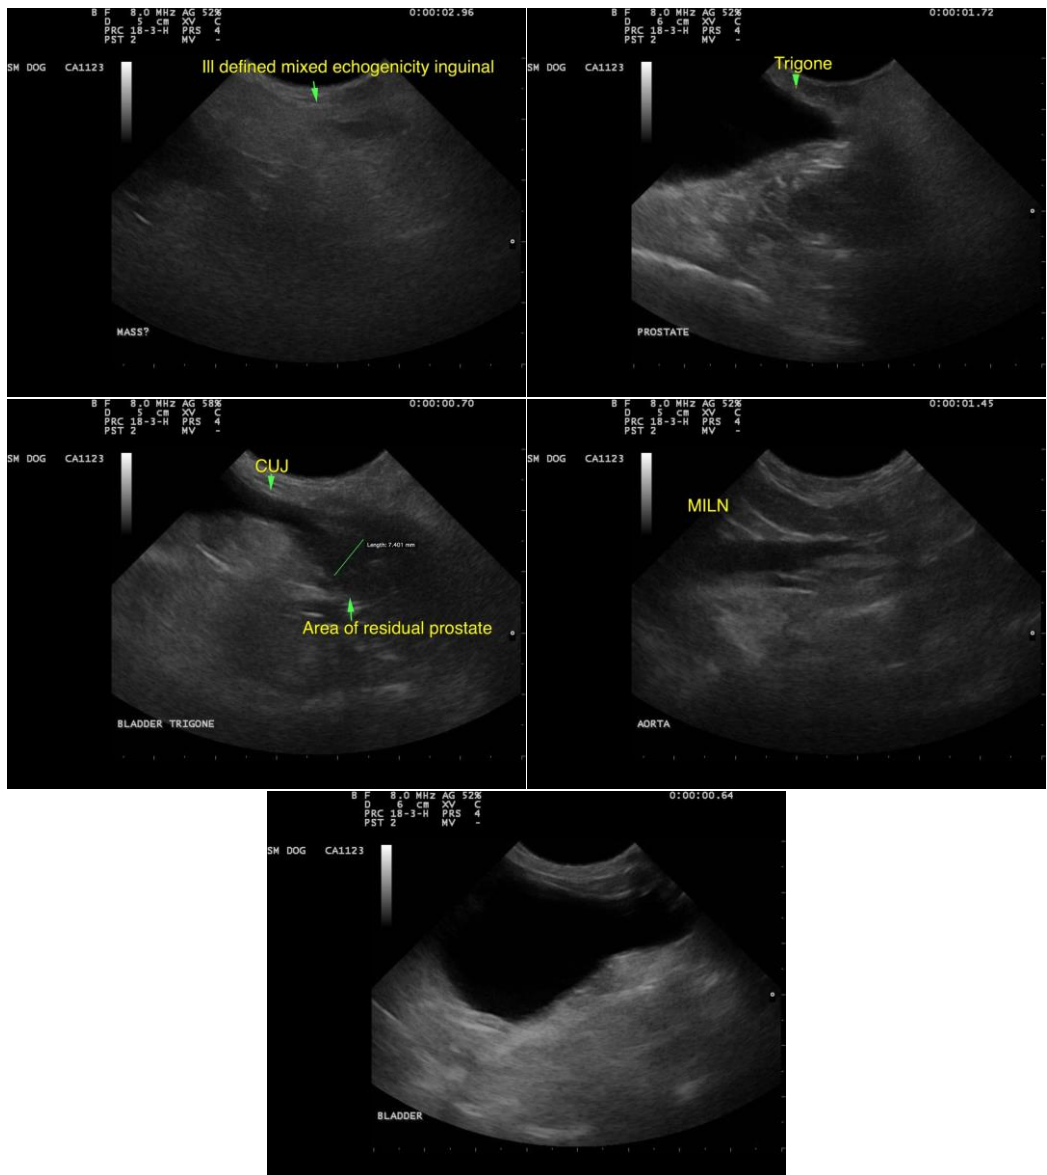 B F 8.0 MHz AG 52% 0:00:02.96
D 5 cm XV C
PRC 18-3-H PRS 4
PST 2 MV -
SM DOG CA1123
Ill defined mixed echogenicity inguinal
MASS?
B F 8.0 MHz AG 52% 0:00:01.72
D 6 cm XV C
PRC 18-3-H PRS 4
PST 2 MV -
SM DOG CA1123
Trigone
PROSTATE
B F 8.0 MHz AG 58% 0:00:00.70
D 5 cm XV C
PRC 18-3-H PRS 4
PST 2 MV -
SM DOG CA1123
CUJ
Length: 7.401 mm
Area of residual prostate
BLADDER TRIGONE
B F 8.0 MHz AG 52% 0:00:01.45
D 5 cm XV C
PRC 18-3-H PRS 4
PST 2 MV -
SM DOG CA1123
MILN
AORTA
B F 8.0 MHz AG 52% 0:00:00.64
D 6 cm XV C
PRC 18-3-H PRS 4
PST 2 MV -
SM DOG CA1123
BLADDER